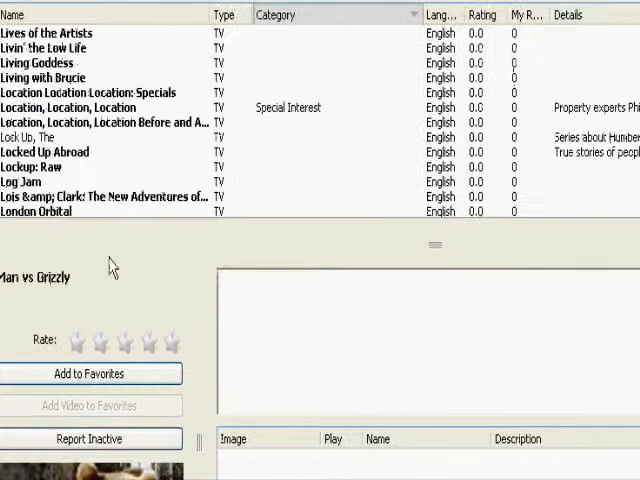 Name Type Category Lang... Rating My R... Details
Lives of the Artists TV English 0.0 0
Livin' the Low Life TV English 0.0 0
Living Goddess TV English 0.0 0
Living with Brucie TV English 0.0 0
Location Location Location: Specials TV English 0.0 0
Location, Location, Location TV Special Interest English 0.0 0 Property experts Phi
Location, Location, Location Before and A... TV English 0.0 0
Lock Up, The TV English 0.0 0 Series about Humber
Locked Up Abroad TV English 0.0 0 True stories of peopl
Lockup: Raw TV English 0.0 0
Log Jam TV English 0.0 0
Lois &amp; Clark: The New Adventures of... TV English 0.0 0
London Orbital TV English 0.0 0
Man vs Grizzly
Rate:
Add to Favorites
Add Video to Favorites
Report Inactive
Image Play Name Description